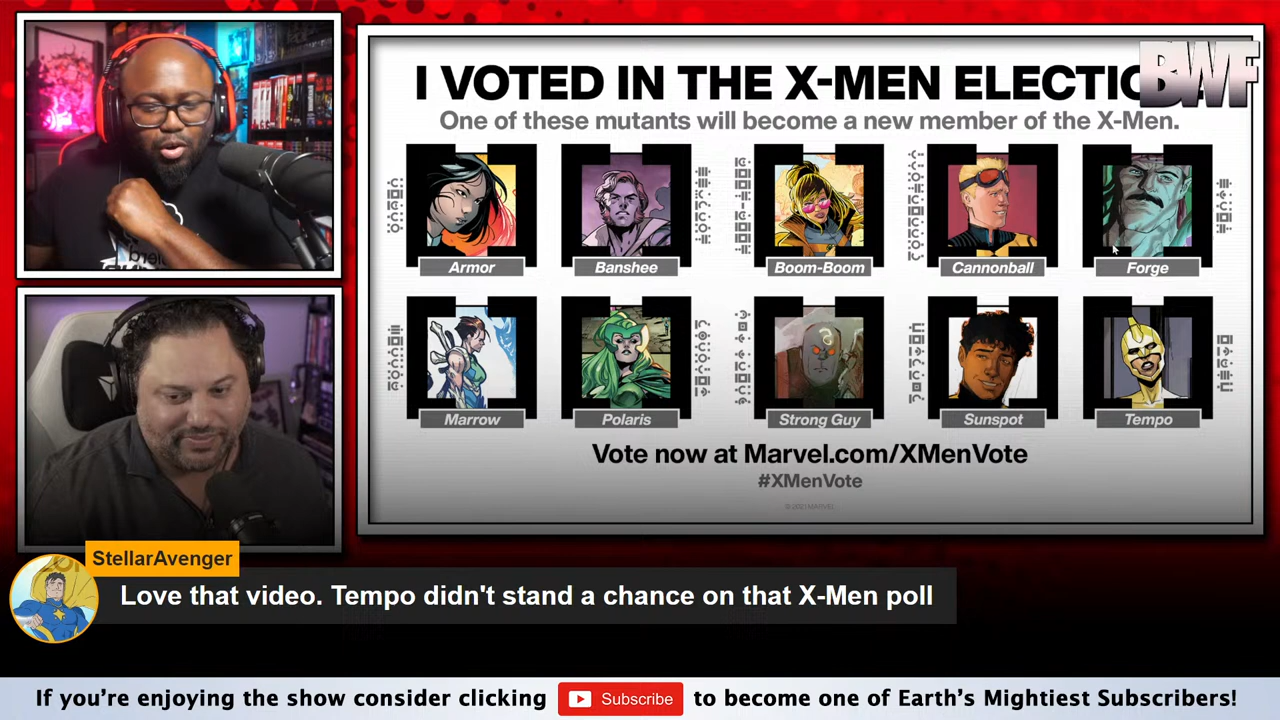 I VOTED IN THE X-MEN ELECTIO
BWF
One of these mutants will become a new member of the X-Men.
Armor
Banshee
Boom-Boom
Cannonball
Forge
Marrow
Polaris
Strong Guy
Sunspot
Tempo
Vote now at Marvel.com/XMenVote
#XMenVote
© 2021 MARVEL
StellarAvenger
Love that video. Tempo didn't stand a chance on that X-Men poll
If you're enjoying the show consider clicking Subscribe to become one of Earth's Mightiest Subscribers!